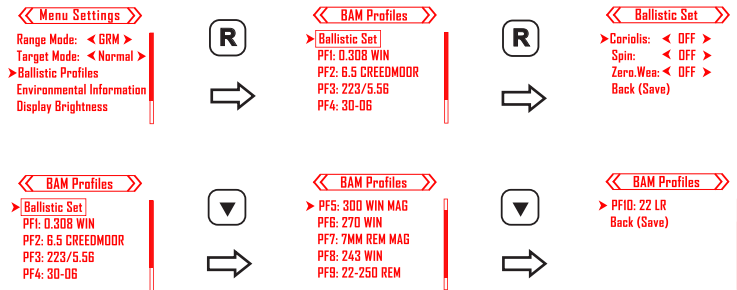 Menu Settings
Range Mode: < GRM >
Target Mode: < Normal >
>Ballistic Profiles
Environmental Information
Display Brightness
R
BAM Profiles
>Ballistic Set
PF1: 0.308 WIN
PF2: 6.5 CREEDMOOR
PF3: 223/5.56
PF4: 30-06
R
Ballistic Set
>Coriolis: < OFF >
Spin: < OFF >
Zero.Wea: < OFF >
Back (Save)
BAM Profiles
>Ballistic Set
PF1: 0.308 WIN
PF2: 6.5 CREEDMOOR
PF3: 223/5.56
PF4: 30-06
▼
BAM Profiles
>PF5: 300 WIN MAG
PF6: 270 WIN
PF7: 7MM REM MAG
PF8: 243 WIN
PF9: 22-250 REM
▼
BAM Profiles
>PF10: 22 LR
Back (Save)